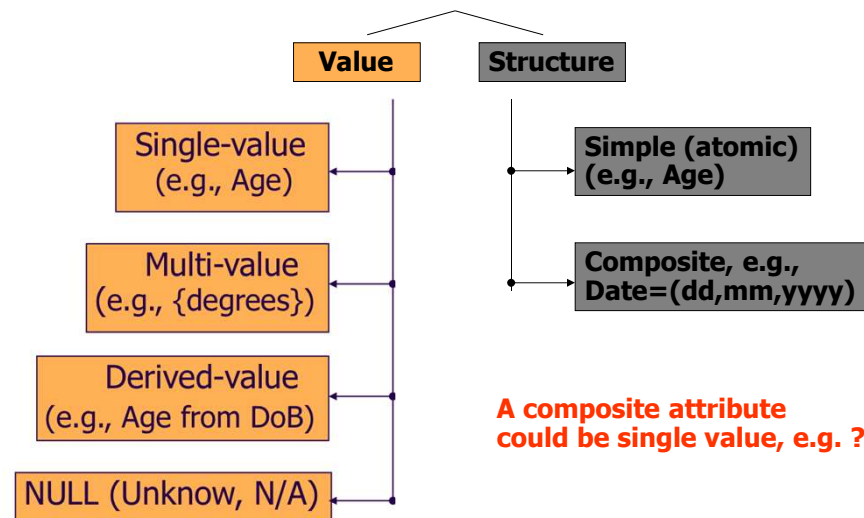 Value
Structure
Single-value
(e.g., Age)
Multi-value
(e.g., {degrees})
Derived-value
(e.g., Age from DoB)
NULL (Unknow, N/A)
Simple (atomic)
(e.g., Age)
Composite, e.g.,
Date=(dd,mm,yyyy)
A composite attribute
could be single value, e.g. ?